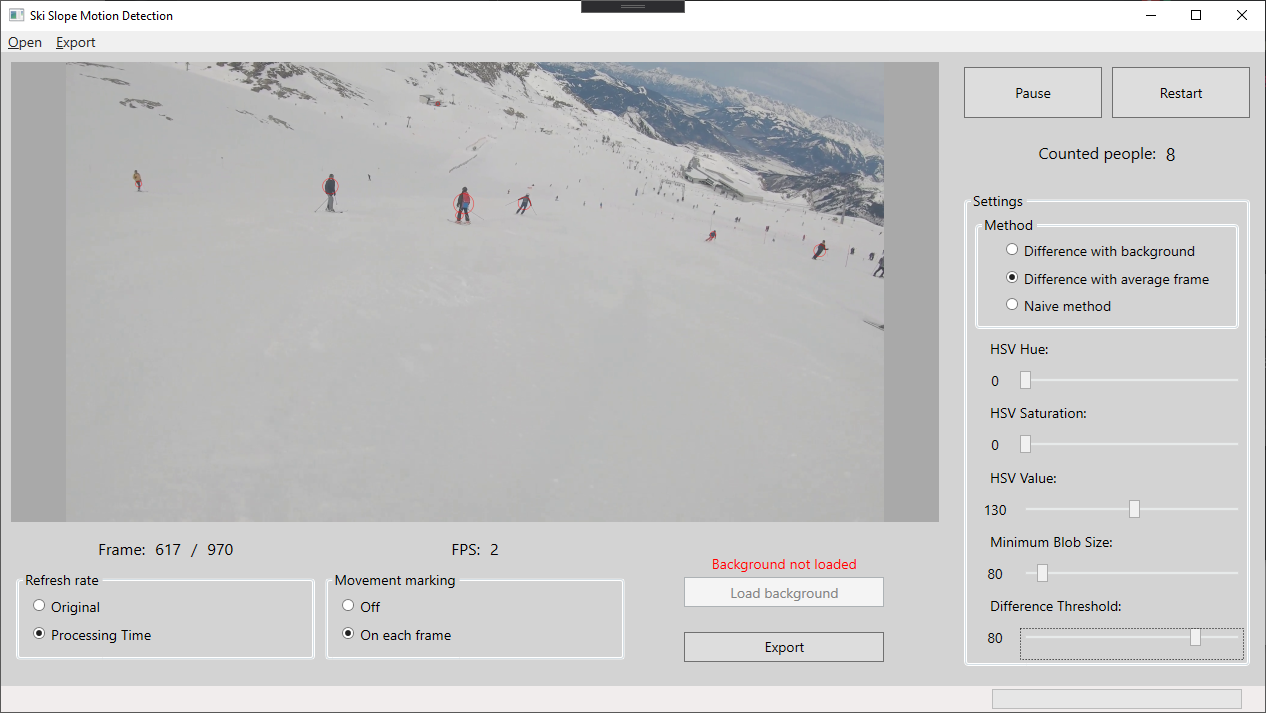 Ski Slope Motion Detection
Open Export
Pause Restart
Counted people: 8
Settings
Method
Difference with background
Difference with average frame
Naive method
HSV Hue:
0
HSV Saturation:
0
HSV Value:
130
Minimum Blob Size:
80
Difference Threshold:
80
Frame: 617 / 970 FPS: 2
Refresh rate
Original
Processing Time
Movement marking
Off
On each frame
Background not loaded
Load background
Export